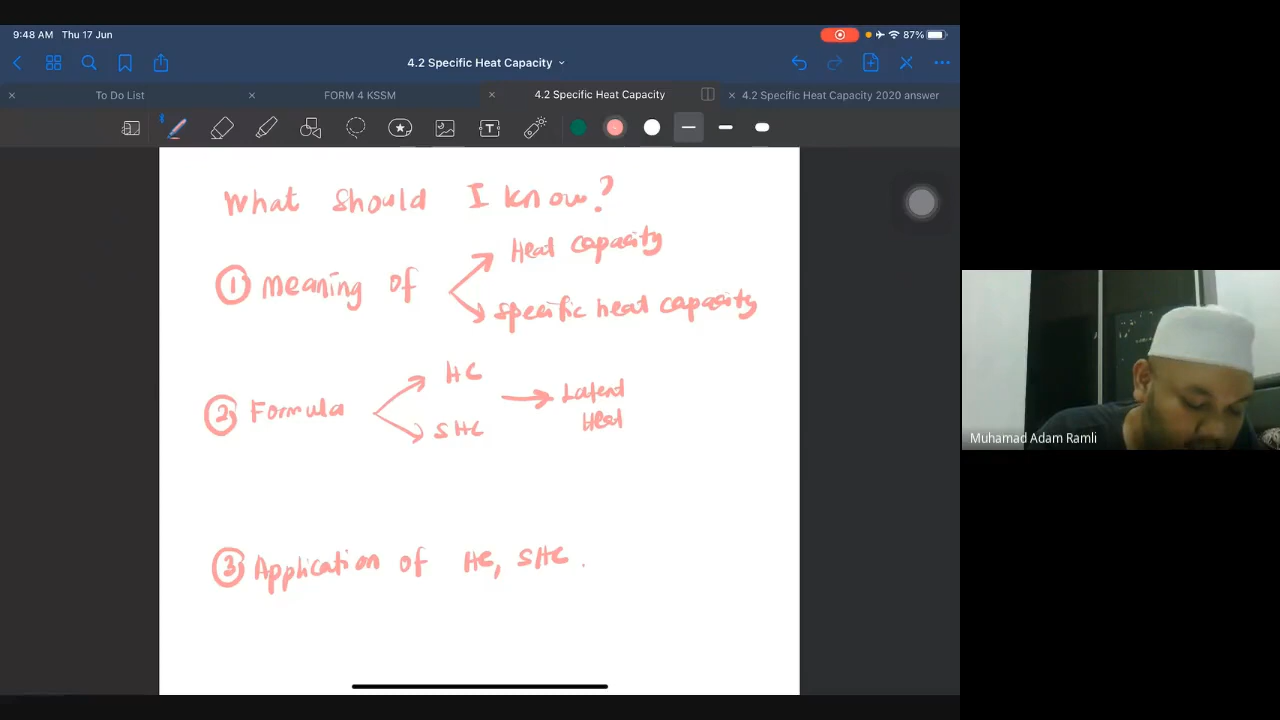 9:48 AM Thu 17 Jun
87%
4.2 Specific Heat Capacity
To Do List
FORM 4 KSSM
4.2 Specific Heat Capacity
4.2 Specific Heat Capacity 2020 answer
What should I know?
① Meaning of
Heat capacity
specific heat capacity
② Formula
HC
SHC
Latent
Heat
③ Application of HC, SHC.
Muhamad Adam Ramli